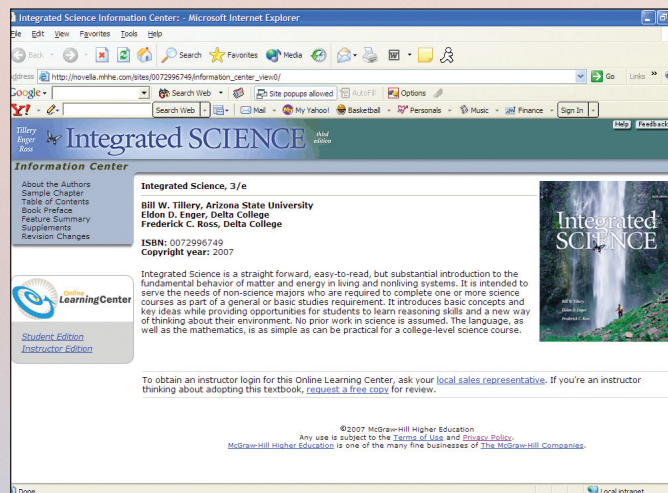 Integrated Science Information Center: - Microsoft Internet Explorer
File Edit View Favorites Tools Help
Back Search Favorites Media
Address http://novella.mhhe.com/sites/0072996749/information_center_view0/ Go Links »
Google Search Web Site popups allowed AutoFill Options
Y! Search Web Mail My Yahoo! Basketball Personals Music Finance Sign In
Tillery
Enger
Ross
Integrated SCIENCE third
edition
Help Feedback
Information Center
About the Authors
Sample Chapter
Table of Contents
Book Preface
Feature Summary
Supplements
Revision Changes
Online
LearningCenter
Student Edition
Instructor Edition
Integrated Science, 3/e
Bill W. Tillery, Arizona State University
Eldon D. Enger, Delta College
Frederick C. Ross, Delta College
ISBN: 0072996749
Copyright year: 2007
Integrated Science is a straight forward, easy-to-read, but substantial introduction to the
fundamental behavior of matter and energy in living and nonliving systems. It is intended to
serve the needs of non-science majors who are required to complete one or more science
courses as part of a general or basic studies requirement. It introduces basic concepts and
key ideas while providing opportunities for students to learn reasoning skills and a new way
of thinking about their environment. No prior work in science is assumed. The language, as
well as the mathematics, is as simple as can be practical for a college-level science course.
Integrated
SCIENCE
Bill W. Tillery
Eldon D. Enger
Frederick C. Ross
To obtain an instructor login for this Online Learning Center, ask your local sales representative. If you're an instructor
thinking about adopting this textbook, request a free copy for review.
©2007 McGraw-Hill Higher Education
Any use is subject to the Terms of Use and Privacy Policy.
McGraw-Hill Higher Education is one of the many fine businesses of The McGraw-Hill Companies.
Done Local intranet